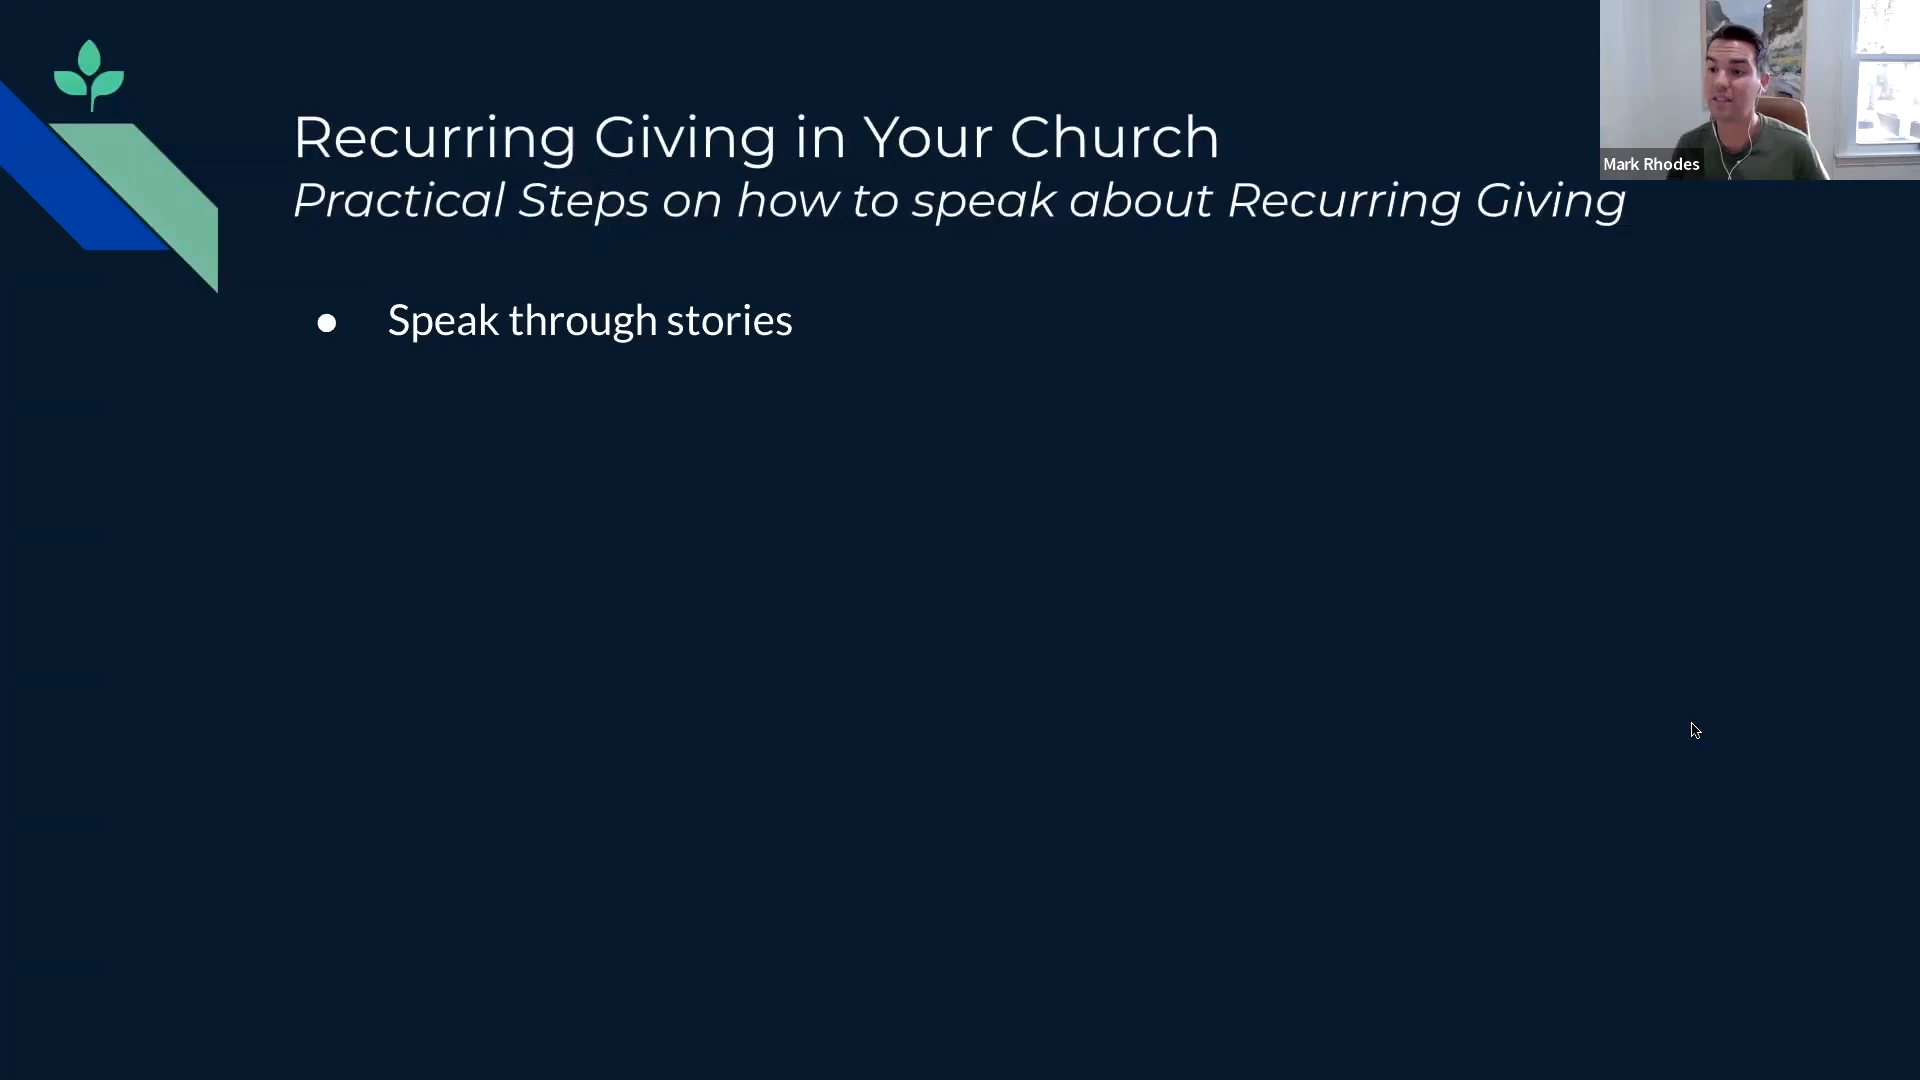 Recurring Giving in Your Church
Practical Steps on how to speak about Recurring Giving
● Speak through stories
Mark Rhodes